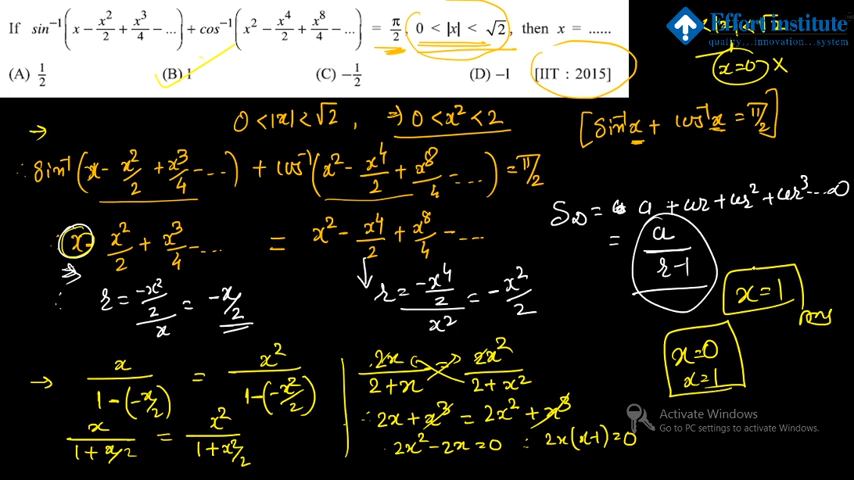 If sin⁻¹(x − x²/2 + x³/4 − ...) + cos⁻¹(x² − x⁴/2 + x⁸/4 − ...) = π/2, 0 < |x| < √2, then x = ......
(A) 1/2 (B) 1 (C) −1/2 (D) −1 [IIT : 2015]
Effort institute
quality...innovation...system
x=0 ×
→ 0<|x|<√2, ⇒ 0<x²<2
[sin⁻¹x + cos⁻¹x = π/2]
∴ sin⁻¹(x − x²/2 + x³/4 − ...) + cos⁻¹(x² − x⁴/2 + x⁸/4 - ...) = π/2
∴ x − x²/2 + x³/4 − ... = x² − x⁴/2 + x⁸/4 − ...
S∞ = a + ar + ar² + ar³ ... ∞
= a/(r-1)
∴ r = (−x²/2)/x = −x/2
r = (−x⁴/2)/x² = −x²/2
x=1 Ans
x=0
x=1
→ x/(1−(−x/2)) = x²/(1−(−x²/2))
x/(1+x/2) = x²/(1+x²/2)
2x/(2+x) = 2x²/(2+x²)
∴ 2x+x³ = 2x²+x³
2x²−2x=0 : 2x(x−1)=0
Activate Windows
Go to PC settings to activate Windows.